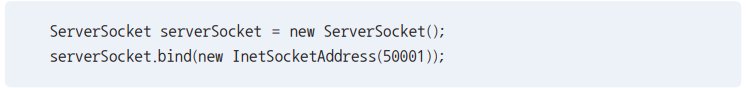 ServerSocket serverSocket = new ServerSocket();
serverSocket.bind(new InetSocketAddress(50001));